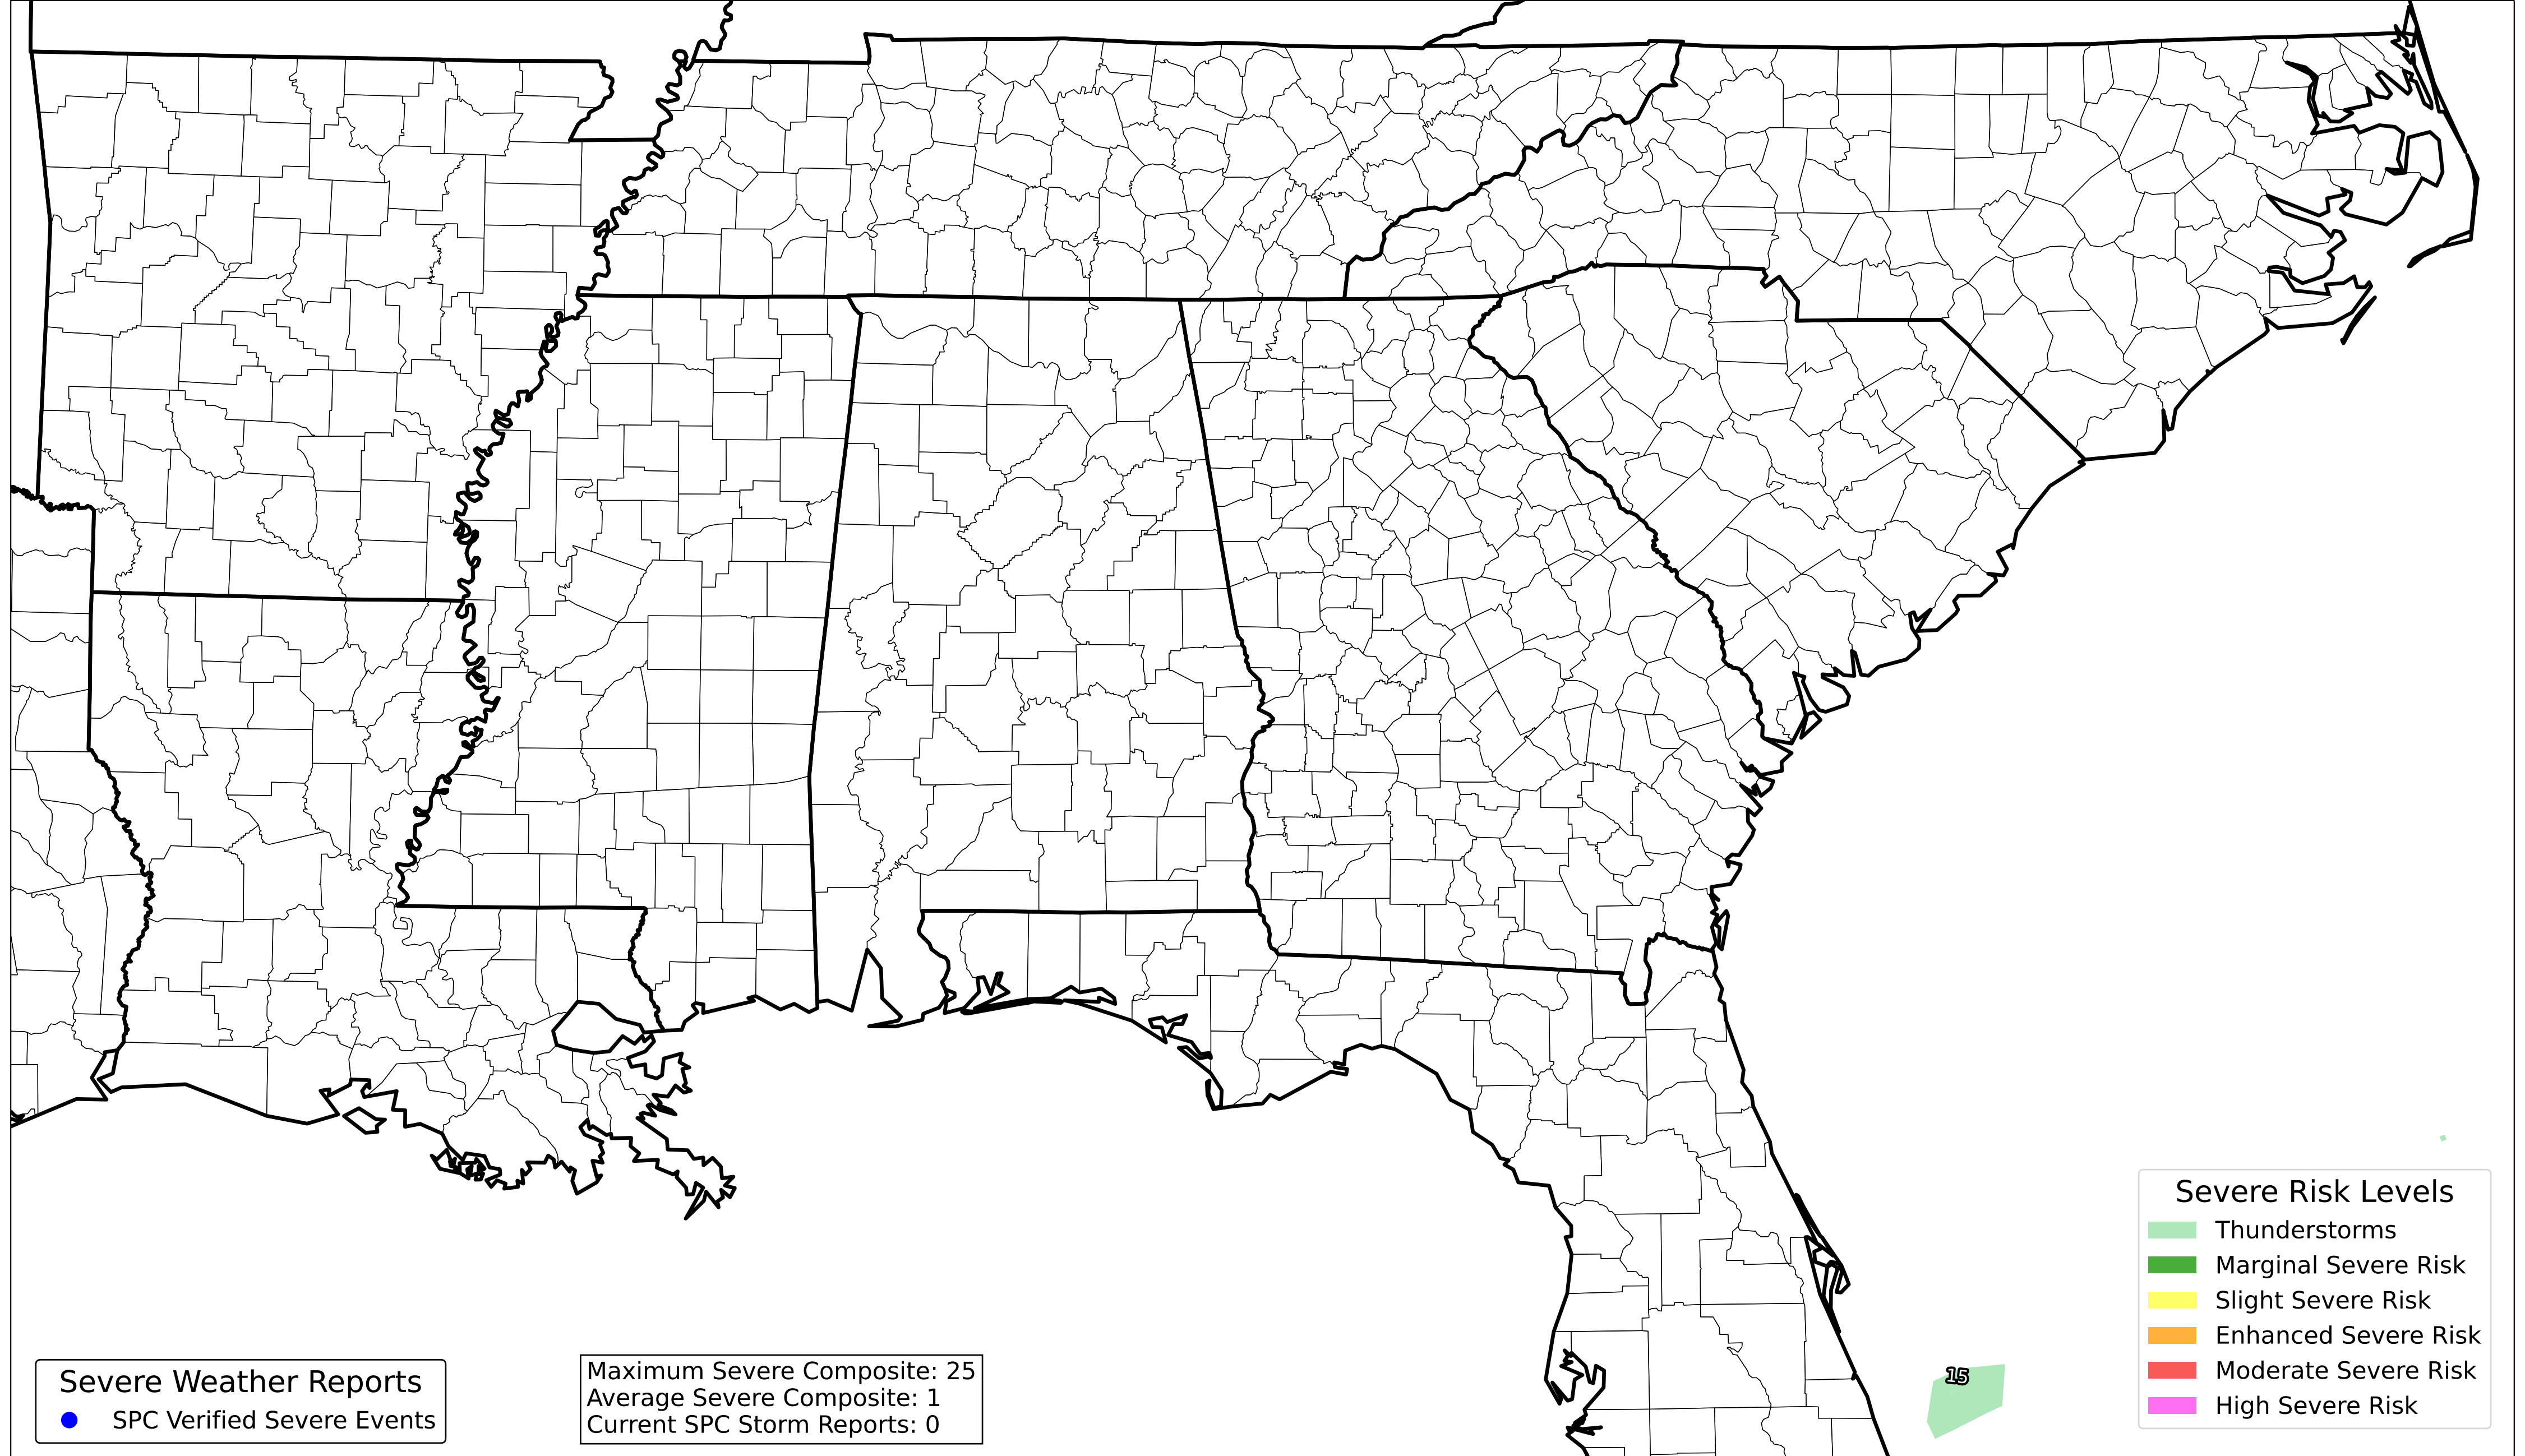 15
Severe Risk Levels
Thunderstorms
Marginal Severe Risk
Slight Severe Risk
Enhanced Severe Risk
Moderate Severe Risk
High Severe Risk
Severe Weather Reports
SPC Verified Severe Events
Maximum Severe Composite: 25
Average Severe Composite: 1
Current SPC Storm Reports: 0